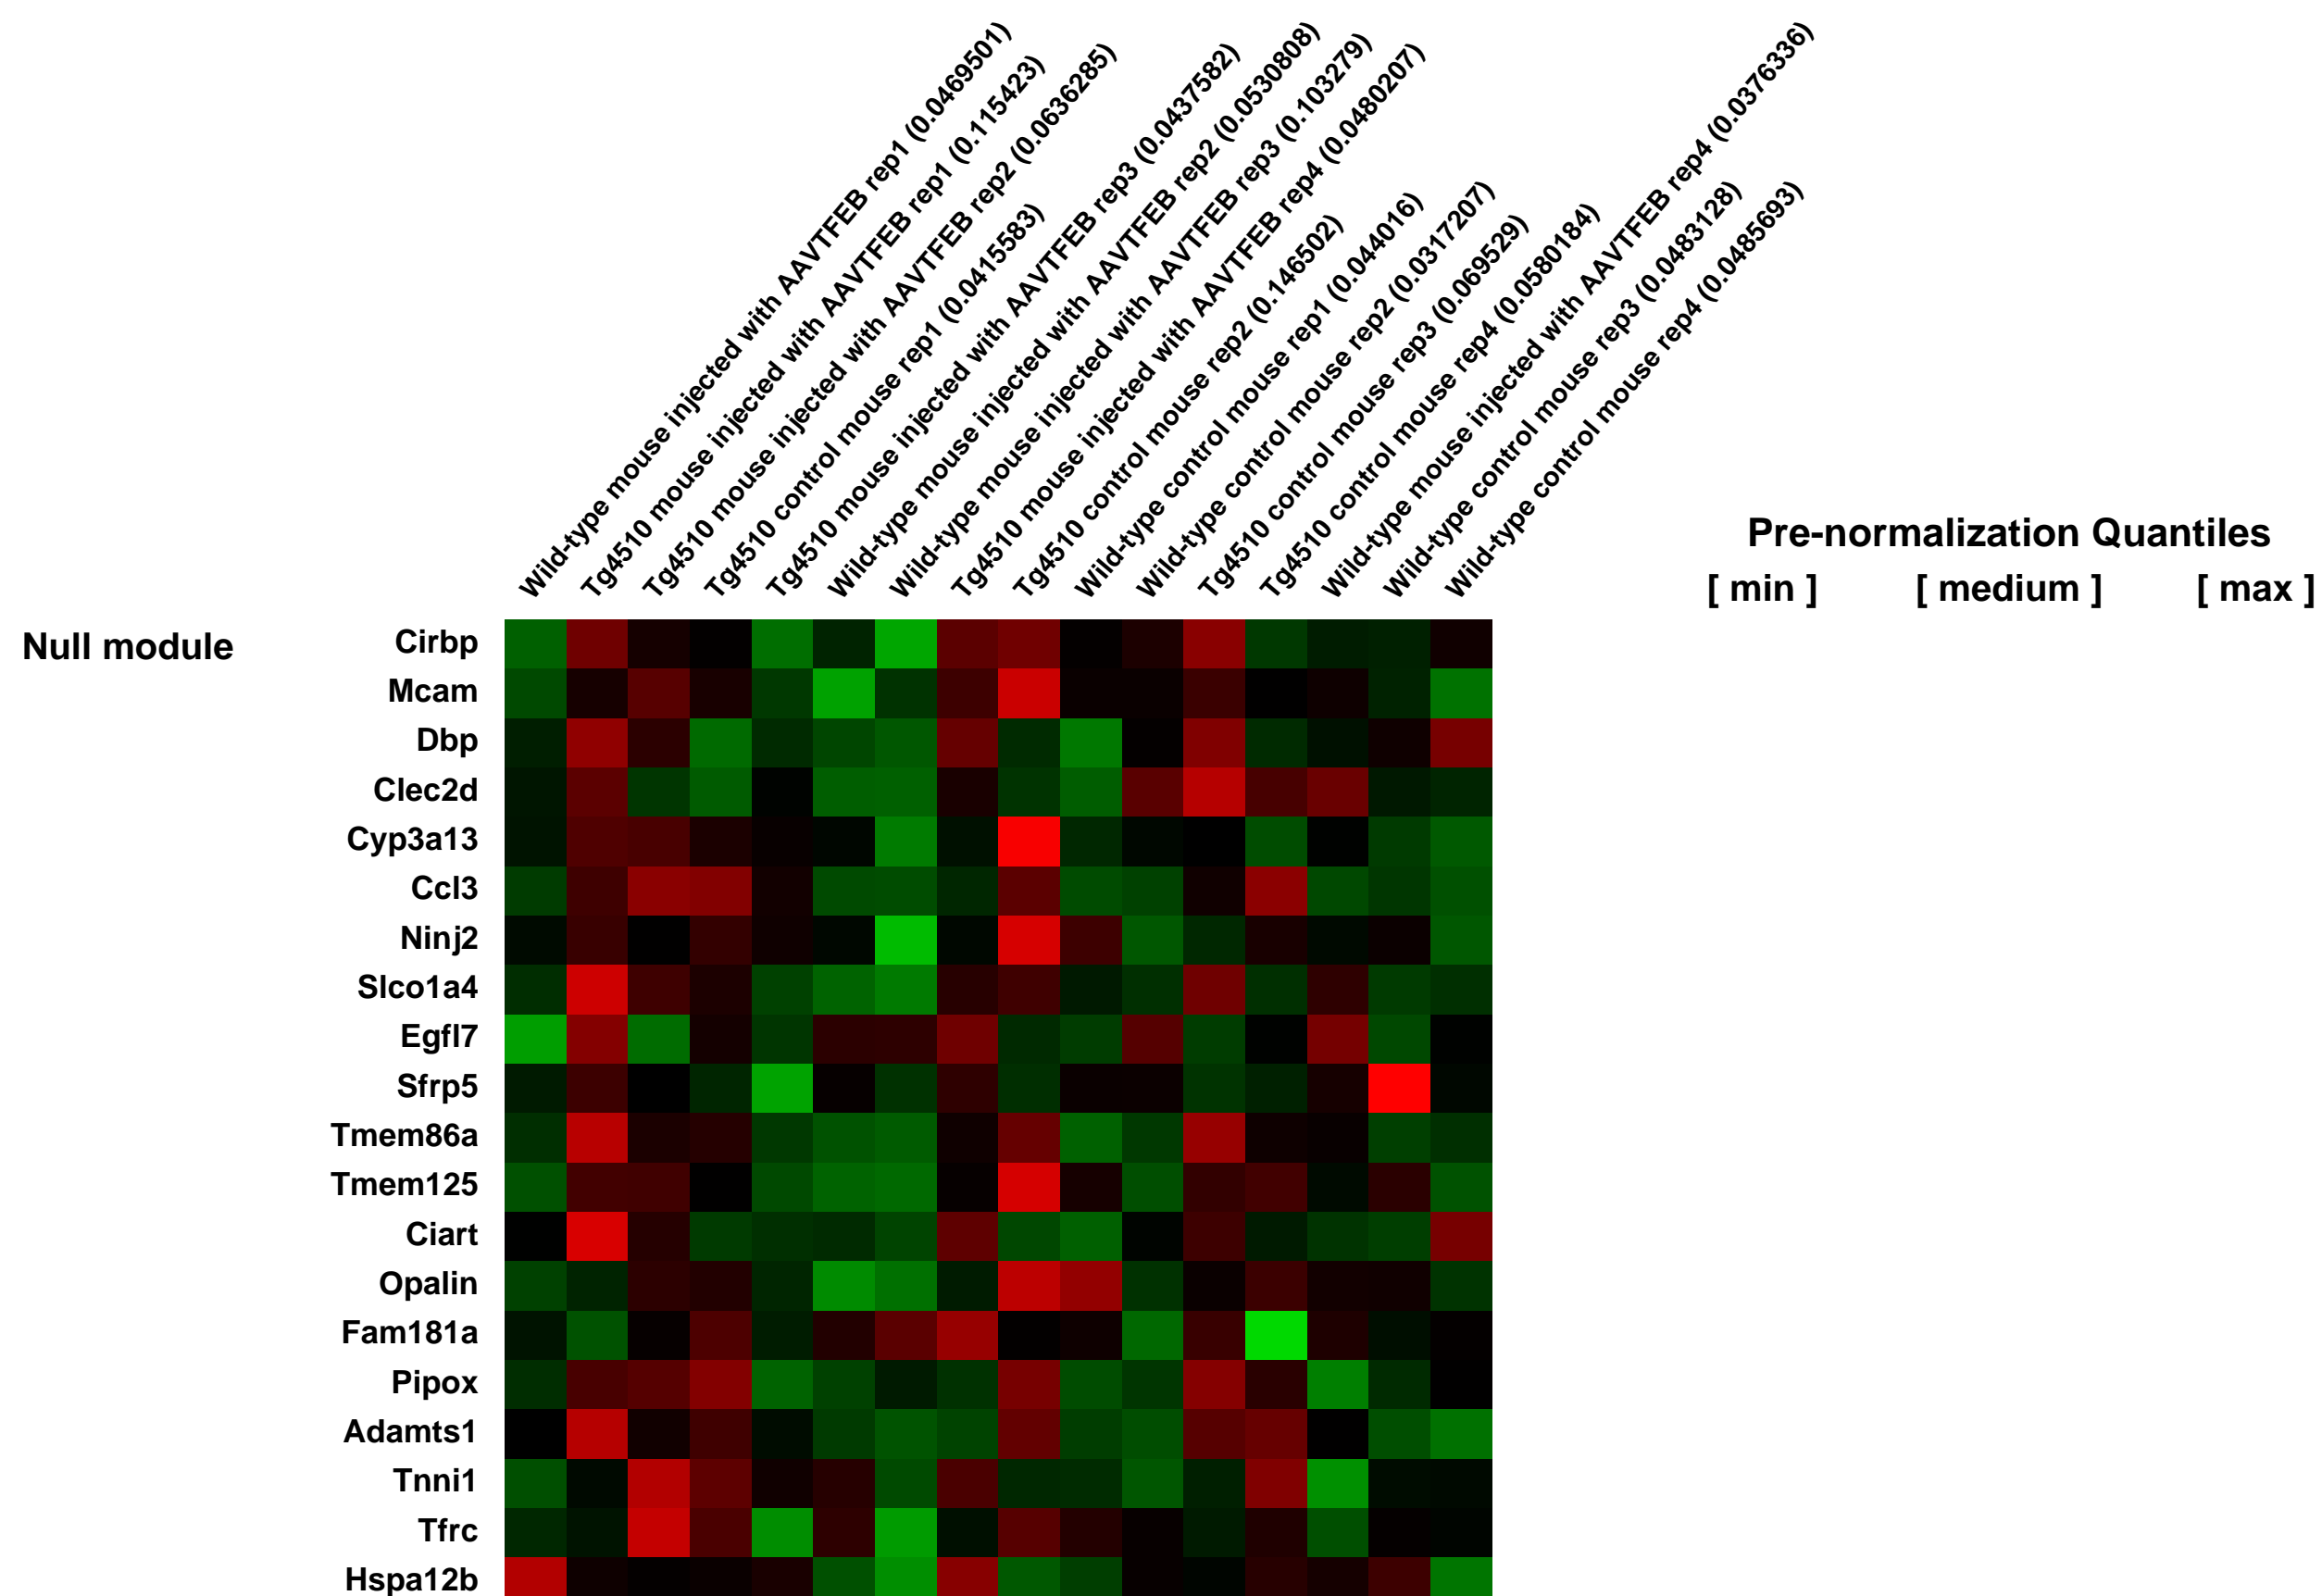 Wild-type mouse injected with AAVTFEB rep1 (0.0469501)
Tg4510 mouse injected with AAVTFEB rep1 (0.115423)
Tg4510 mouse injected with AAVTFEB rep2 (0.0636285)
Tg4510 control mouse rep1 (0.0415583)
Tg4510 mouse injected with AAVTFEB rep3 (0.0437582)
Wild-type mouse injected with AAVTFEB rep2 (0.0530808)
Wild-type mouse injected with AAVTFEB rep3 (0.103279)
Tg4510 mouse injected with AAVTFEB rep4 (0.0480207)
Tg4510 control mouse rep2 (0.146502)
Wild-type control mouse rep1 (0.044016)
Wild-type control mouse rep2 (0.0317207)
Tg4510 control mouse rep3 (0.069529)
Tg4510 control mouse rep4 (0.0580184)
Wild-type mouse injected with AAVTFEB rep4 (0.0376336)
Wild-type control mouse rep3 (0.0483128)
Wild-type control mouse rep4 (0.0485693)
Pre-normalization Quantiles
[ min ] [ medium ] [ max ]
Null module
Cirbp
Mcam
Dbp
Clec2d
Cyp3a13
Ccl3
Ninj2
Slco1a4
Egfl7
Sfrp5
Tmem86a
Tmem125
Ciart
Opalin
Fam181a
Pipox
Adamts1
Tnni1
Tfrc
Hspa12b